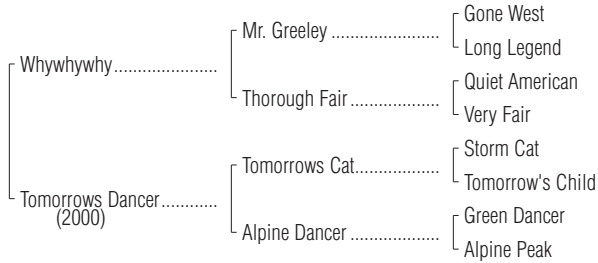 Gone West
Mr. Greeley ........................
Long Legend
Whywhywhy.......................
Quiet American
Thorough Fair ....................
Very Fair
Storm Cat
Tomorrows Cat...................
Tomorrow's Child
Tomorrows Dancer............
(2000)
Green Dancer
Alpine Dancer ....................
Alpine Peak